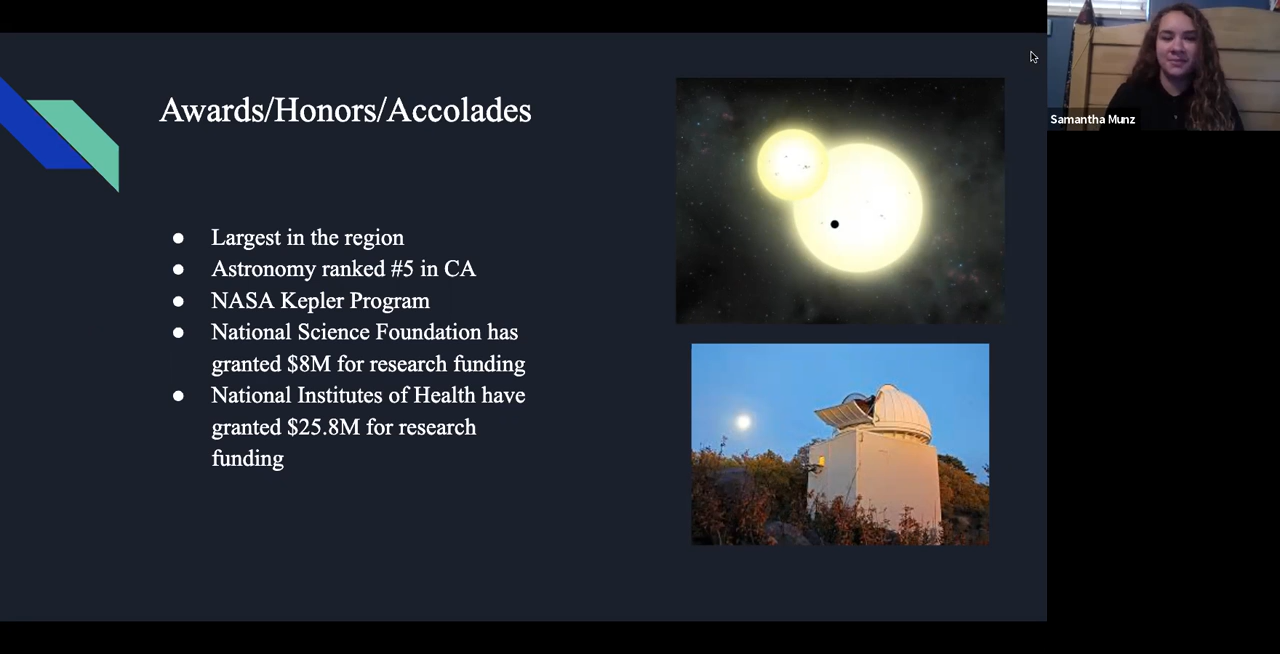 Awards/Honors/Accolades
● Largest in the region
● Astronomy ranked #5 in CA
● NASA Kepler Program
● National Science Foundation has
granted $8M for research funding
● National Institutes of Health have
granted $25.8M for research
funding
Samantha Munz